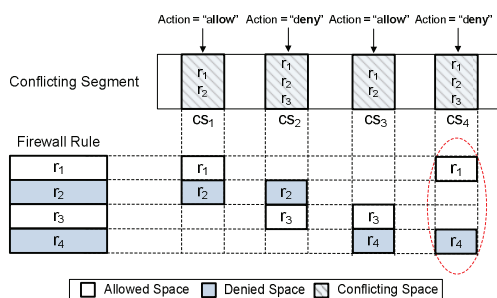 Action = "allow" Action = "deny" Action = "allow" Action = "deny"
Conflicting Segment
r1
r2
r1
r2
r3
r1
r2
r1
r2
r3
cs1 cs2 cs3 cs4
Firewall Rule
r1 r1 r1
r2 r2 r2
r3 r3 r3
r4 r4 r4
Allowed Space Denied Space Conflicting Space